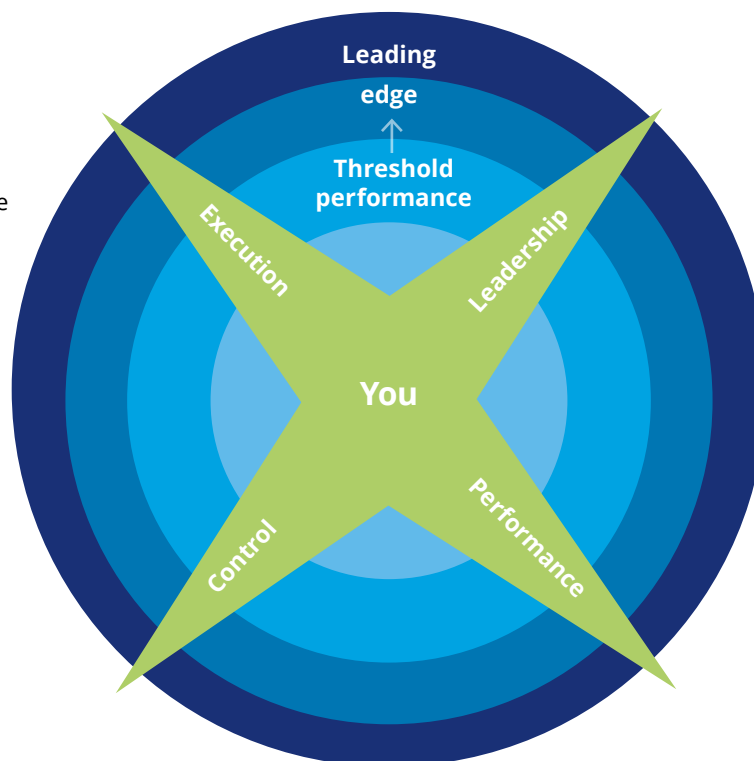 Leading
edge
Threshold
performance
e
Execution
Leadership
You
Control
Performance